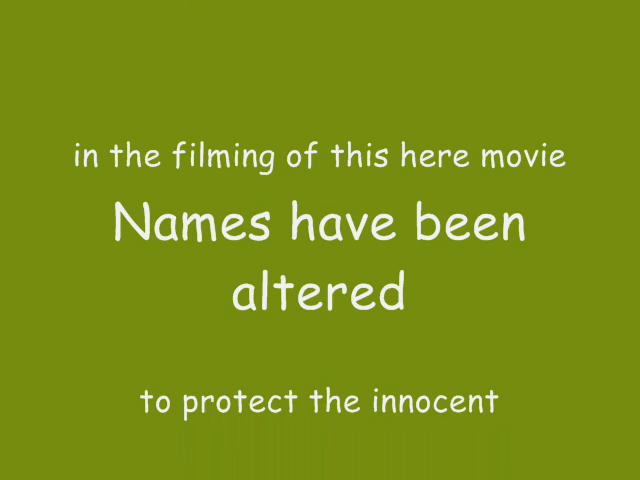 in the filming of this here movie
Names have been
altered
to protect the innocent